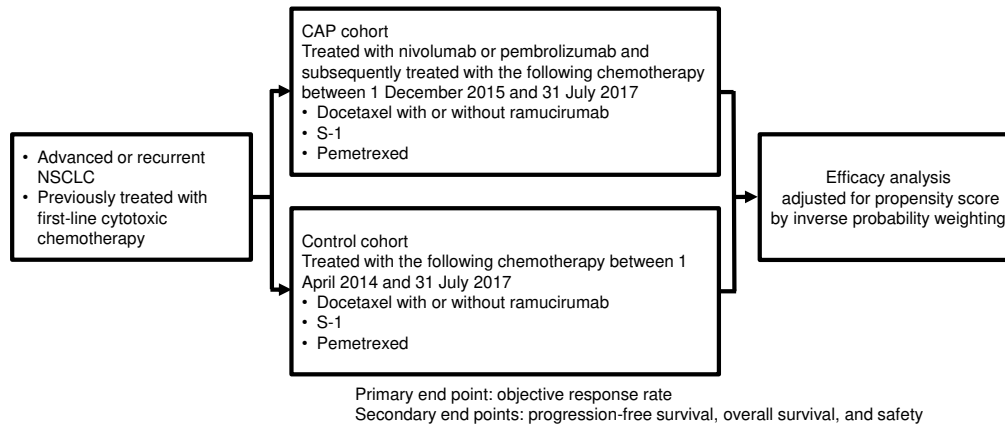 CAP cohort
Treated with nivolumab or pembrolizumab and
subsequently treated with the following chemotherapy
between 1 December 2015 and 31 July 2017
• Docetaxel with or without ramucirumab
• S-1
• Pemetrexed
• Advanced or recurrent
NSCLC
• Previously treated with
first-line cytotoxic
chemotherapy
Efficacy analysis
adjusted for propensity score
by inverse probability weighting
Control cohort
Treated with the following chemotherapy between 1
April 2014 and 31 July 2017
• Docetaxel with or without ramucirumab
• S-1
• Pemetrexed
Primary end point: objective response rate
Secondary end points: progression-free survival, overall survival, and safety